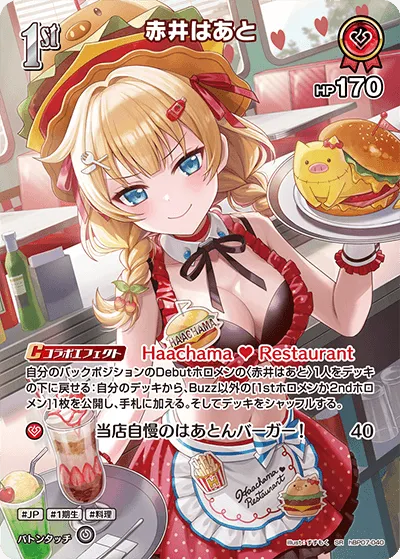 1st
赤井はあと
HP170
HAACHAMA
Cコラボエフェクト Haachama ♥ Restaurant
自分のバックポジションのDebutホロメンの〈赤井はあと〉1人をデッキ
の下に戻せる：自分のデッキから、Buzz以外の[1stホロメンか2ndホロ
メン]1枚を公開し、手札に加える。そしてデッキをシャッフルする。
当店自慢のはあとんバーガー！ 40
Haachama
Restaurant
#JP #1期生 #料理
バトンタッチ
illust: すずもく SR hBP07-040